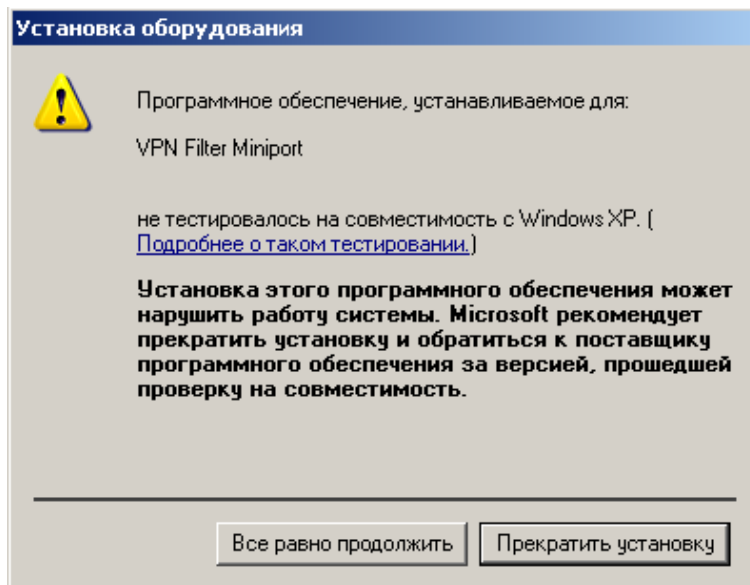 Установка оборудования
Программное обеспечение, устанавливаемое для:
VPN Filter Miniport
не тестировалось на совместимость с Windows XP. (
Подробнее о таком тестировании.)
Установка этого программного обеспечения может
нарушить работу системы. Microsoft рекомендует
прекратить установку и обратиться к поставщику
программного обеспечения за версией, прошедшей
проверку на совместимость.
Все равно продолжить
Прекратить установку